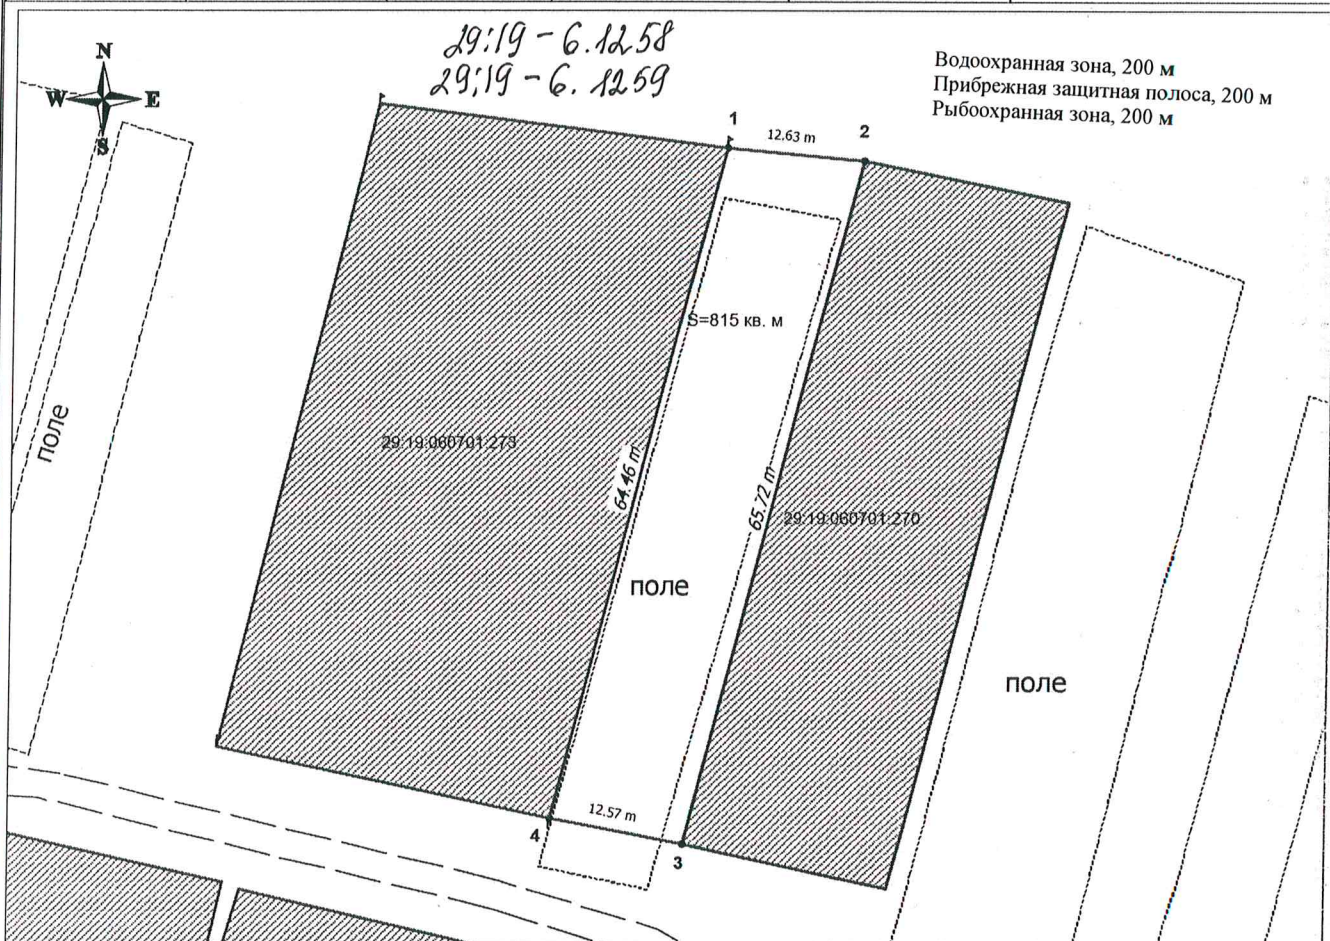 29:19-6.1258
29:19-6.1259
Водоохранная зона, 200 м
Прибрежная защитная полоса, 200 м
Рыбоохранная зона, 200 м
N
W E
S
1
12.63 m
2
S=815 кв. м
поле
29:19:060701:273
64.46 m
65.72 m
29:19:060701:270
поле
поле
12.57 m
4
3